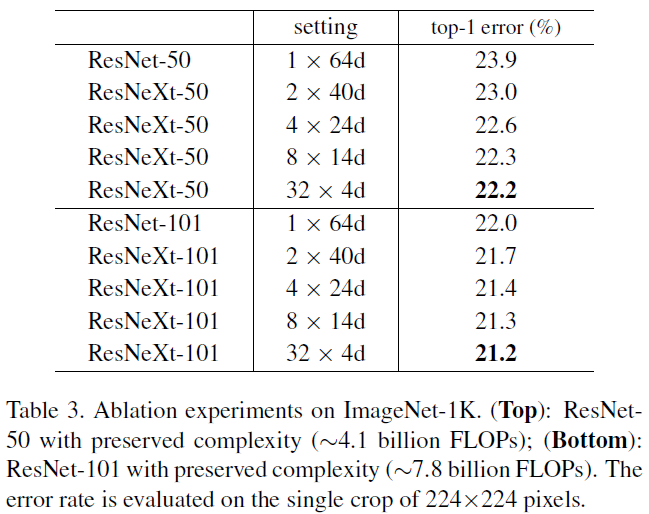 setting top-1 error (%)
ResNet-50 1 × 64d 23.9
ResNeXt-50 2 × 40d 23.0
ResNeXt-50 4 × 24d 22.6
ResNeXt-50 8 × 14d 22.3
ResNeXt-50 32 × 4d 22.2
ResNet-101 1 × 64d 22.0
ResNeXt-101 2 × 40d 21.7
ResNeXt-101 4 × 24d 21.4
ResNeXt-101 8 × 14d 21.3
ResNeXt-101 32 × 4d 21.2
Table 3. Ablation experiments on ImageNet-1K. (Top): ResNet-
50 with preserved complexity (∼4.1 billion FLOPs); (Bottom):
ResNet-101 with preserved complexity (∼7.8 billion FLOPs). The
error rate is evaluated on the single crop of 224×224 pixels.